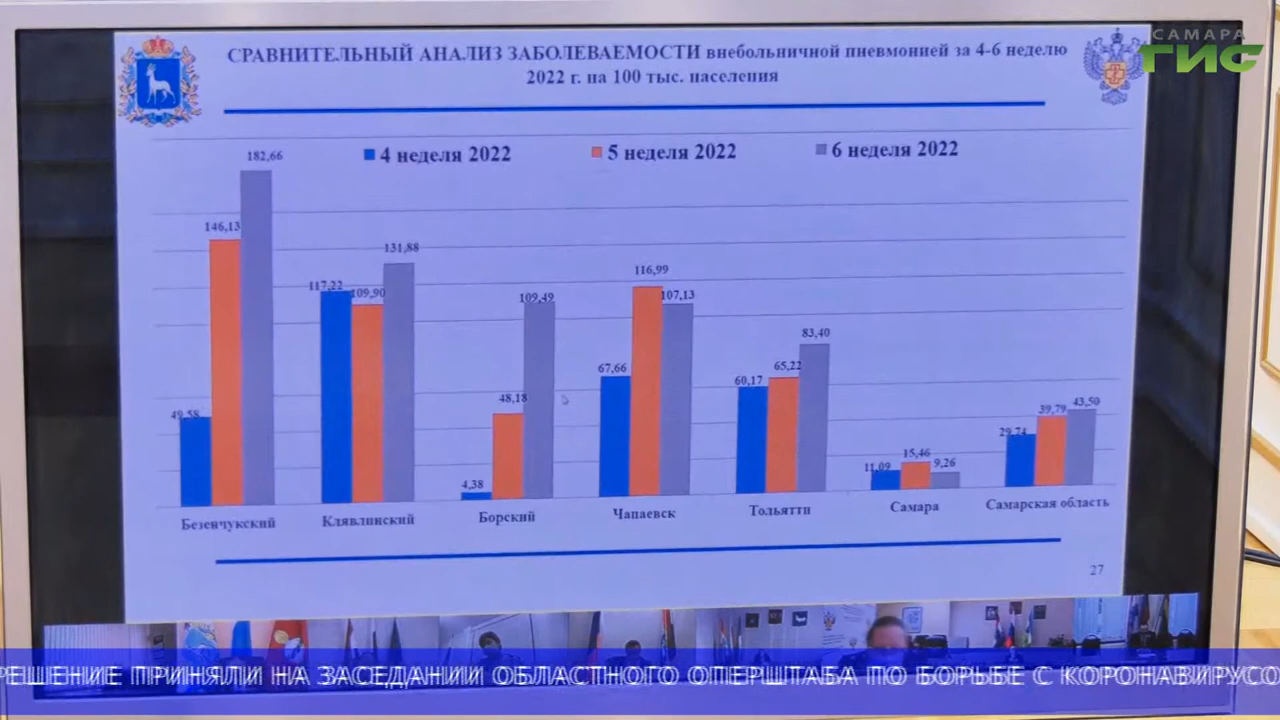 САМАРА
ГИС
СРАВНИТЕЛЬНЫЙ АНАЛИЗ ЗАБОЛЕВАЕМОСТИ внебольничной пневмонией за 4-6 неделю
2022 г. на 100 тыс. населения
4 неделя 2022 5 неделя 2022 6 неделя 2022
49,58 146,13 182,66
117,22 109,90 131,88
4,38 48,18 109,49
67,66 116,99 107,13
60,17 65,22 83,40
11,09 15,46 9,26
29,74 39,79 43,50
Безенчукский Клявлинский Борский Чапаевск Тольятти Самара Самарская область
27
РЕШЕНИЕ ПРИНЯЛИ НА ЗАСЕДАНИИ ОБЛАСТНОГО ОПЕРШТАБА ПО БОРЬБЕ С КОРОНАВИРУСО